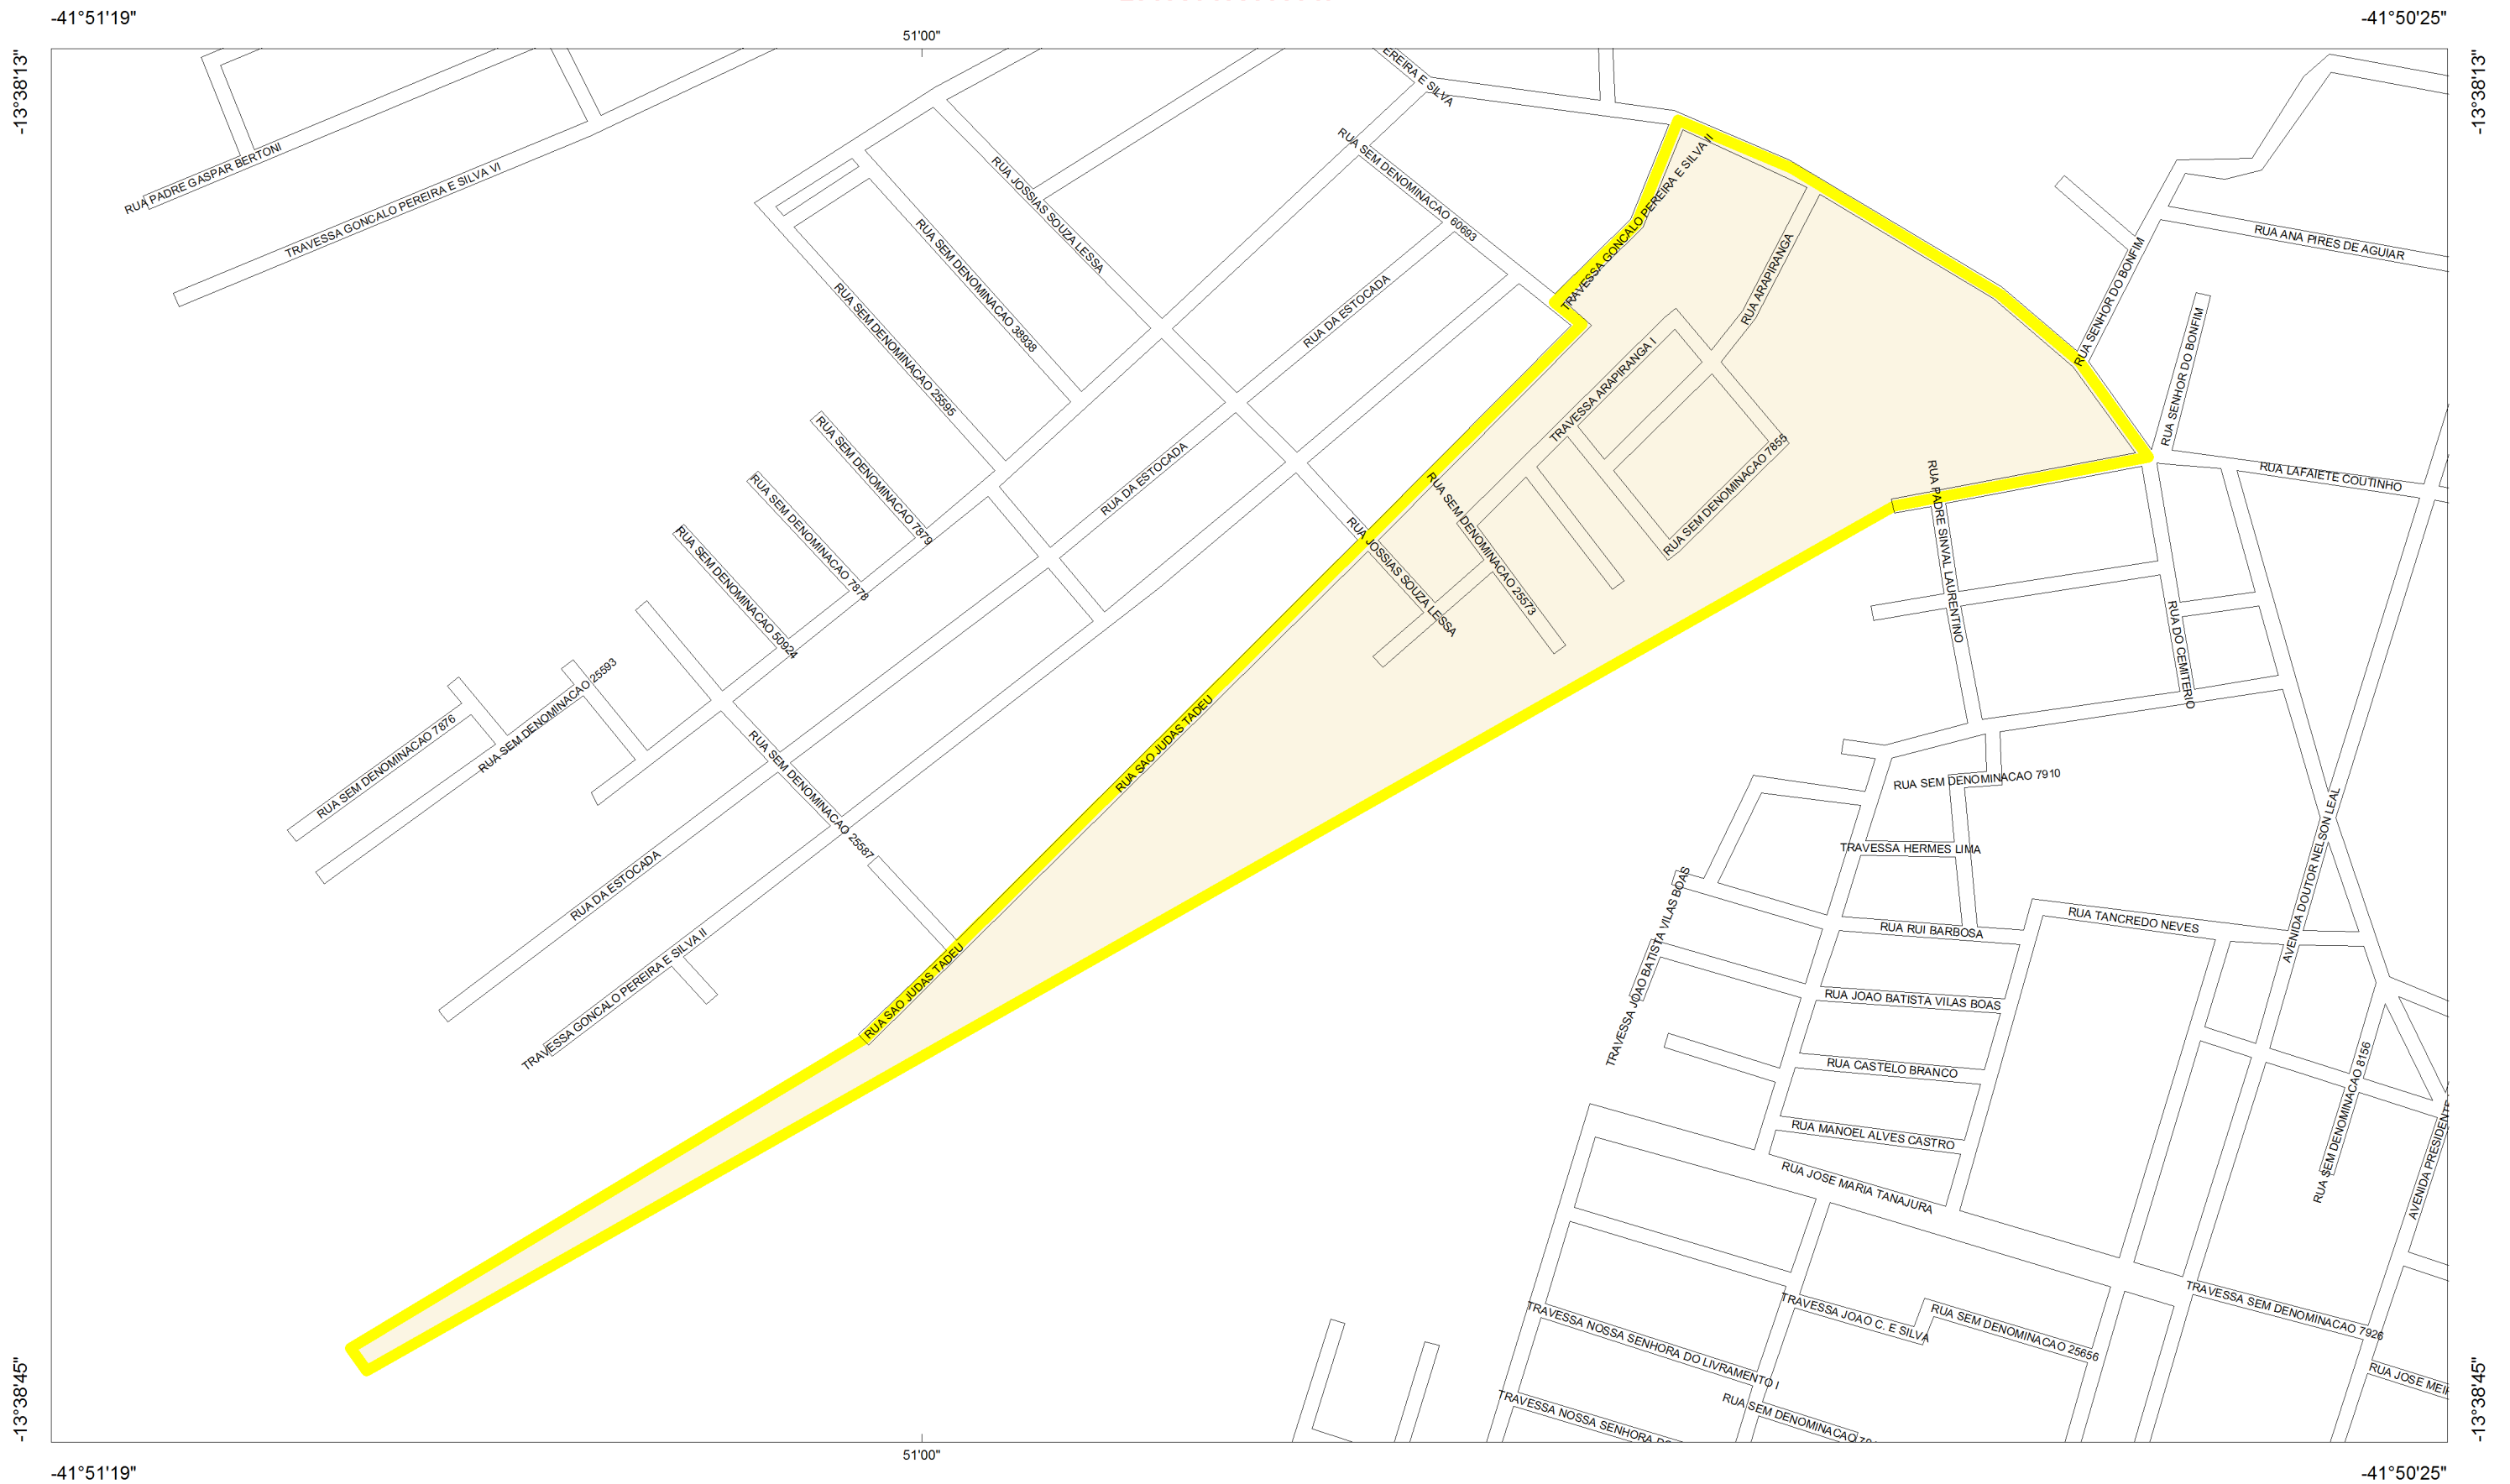 -41°51'19"
-41°50'25"
51'00"
-13°38'13"
-13°38'13"
EREIRA E SILVA
RUA PADRE GASPAR BERTONI
TRAVESSA GONCALO PEREIRA E SILVA VI
RUA JOSSIAS SOUZA LESSA
RUA SEM DENOMINACAO 60693
TRAVESSA GONCALO PEREIRA E SILVA II
RUA SEM DENOMINACAO 38938
RUA SEM DENOMINACAO 25595
RUA DA ESTOCADA
RUA ARAPIRANGA
RUA SENHOR DO BONFIM
RUA ANA PIRES DE AGUIAR
RUA SENHOR DO BONFIM
TRAVESSA ARAPIRANGA I
RUA SEM DENOMINACAO 7855
RUA LAFAIETE COUTINHO
RUA SEM DENOMINACAO 7879
RUA SEM DENOMINACAO 7878
RUA SEM DENOMINACAO 50924
RUA DA ESTOCADA
RUA SEM DENOMINACAO 25573
RUA JOSSIAS SOUZA LESSA
RUA PADRE SINVAL LAURENTINO
RUA DO CEMITERIO
RUA SEM DENOMINACAO 25593
RUA SEM DENOMINACAO 7876
RUA SEM DENOMINACAO 25587
RUA SAO JUDAS TADEU
RUA SEM DENOMINACAO 7910
TRAVESSA HERMES LIMA
AVENIDA DOUTOR NELSON LEAL
RUA DA ESTOCADA
TRAVESSA GONCALO PEREIRA E SILVA II
RUA SAO JUDAS TADEU
TRAVESSA JOAO BATISTA VILAS BOAS
RUA TANCREDO NEVES
RUA RUI BARBOSA
RUA JOAO BATISTA VILAS BOAS
RUA CASTELO BRANCO
RUA SEM DENOMINACAO 8156
AVENIDA PRESIDENTE
RUA MANOEL ALVES CASTRO
RUA JOSE MARIA TANAJURA
TRAVESSA SEM DENOMINACAO 7926
TRAVESSA JOAO C. E SILVA
RUA SEM DENOMINACAO 25656
TRAVESSA NOSSA SENHORA DO LIVRAMENTO I
RUA JOSE MEI
TRAVESSA NOSSA SENHORA
RUA SEM DENOMINACAO
-13°38'45"
-13°38'45"
51'00"
-41°51'19"
-41°50'25"